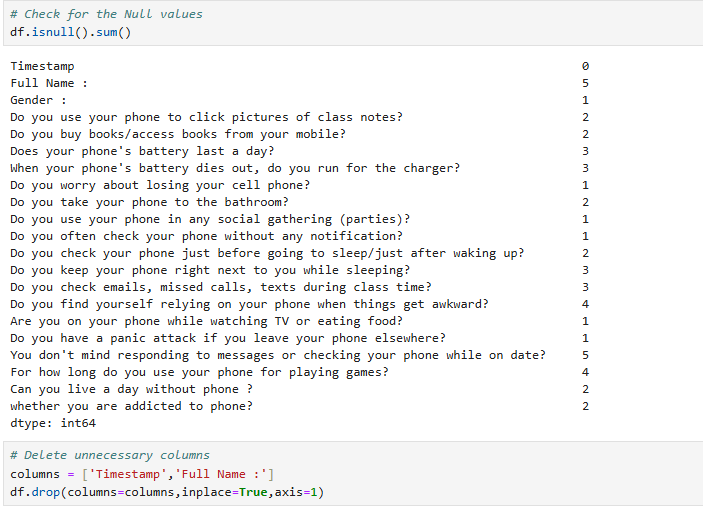 # Check for the Null values
df.isnull().sum()
Timestamp 0
Full Name : 5
Gender : 1
Do you use your phone to click pictures of class notes? 2
Do you buy books/access books from your mobile? 2
Does your phone's battery last a day? 3
When your phone's battery dies out, do you run for the charger? 3
Do you worry about losing your cell phone? 1
Do you take your phone to the bathroom? 2
Do you use your phone in any social gathering (parties)? 1
Do you often check your phone without any notification? 1
Do you check your phone just before going to sleep/just after waking up? 2
Do you keep your phone right next to you while sleeping? 3
Do you check emails, missed calls, texts during class time? 3
Do you find yourself relying on your phone when things get awkward? 4
Are you on your phone while watching TV or eating food? 1
Do you have a panic attack if you leave your phone elsewhere? 1
You don't mind responding to messages or checking your phone while on date? 5
For how long do you use your phone for playing games? 4
Can you live a day without phone ? 2
whether you are addicted to phone? 2
dtype: int64
# Delete unnecessary columns
columns = ['Timestamp','Full Name :']
df.drop(columns=columns,inplace=True,axis=1)